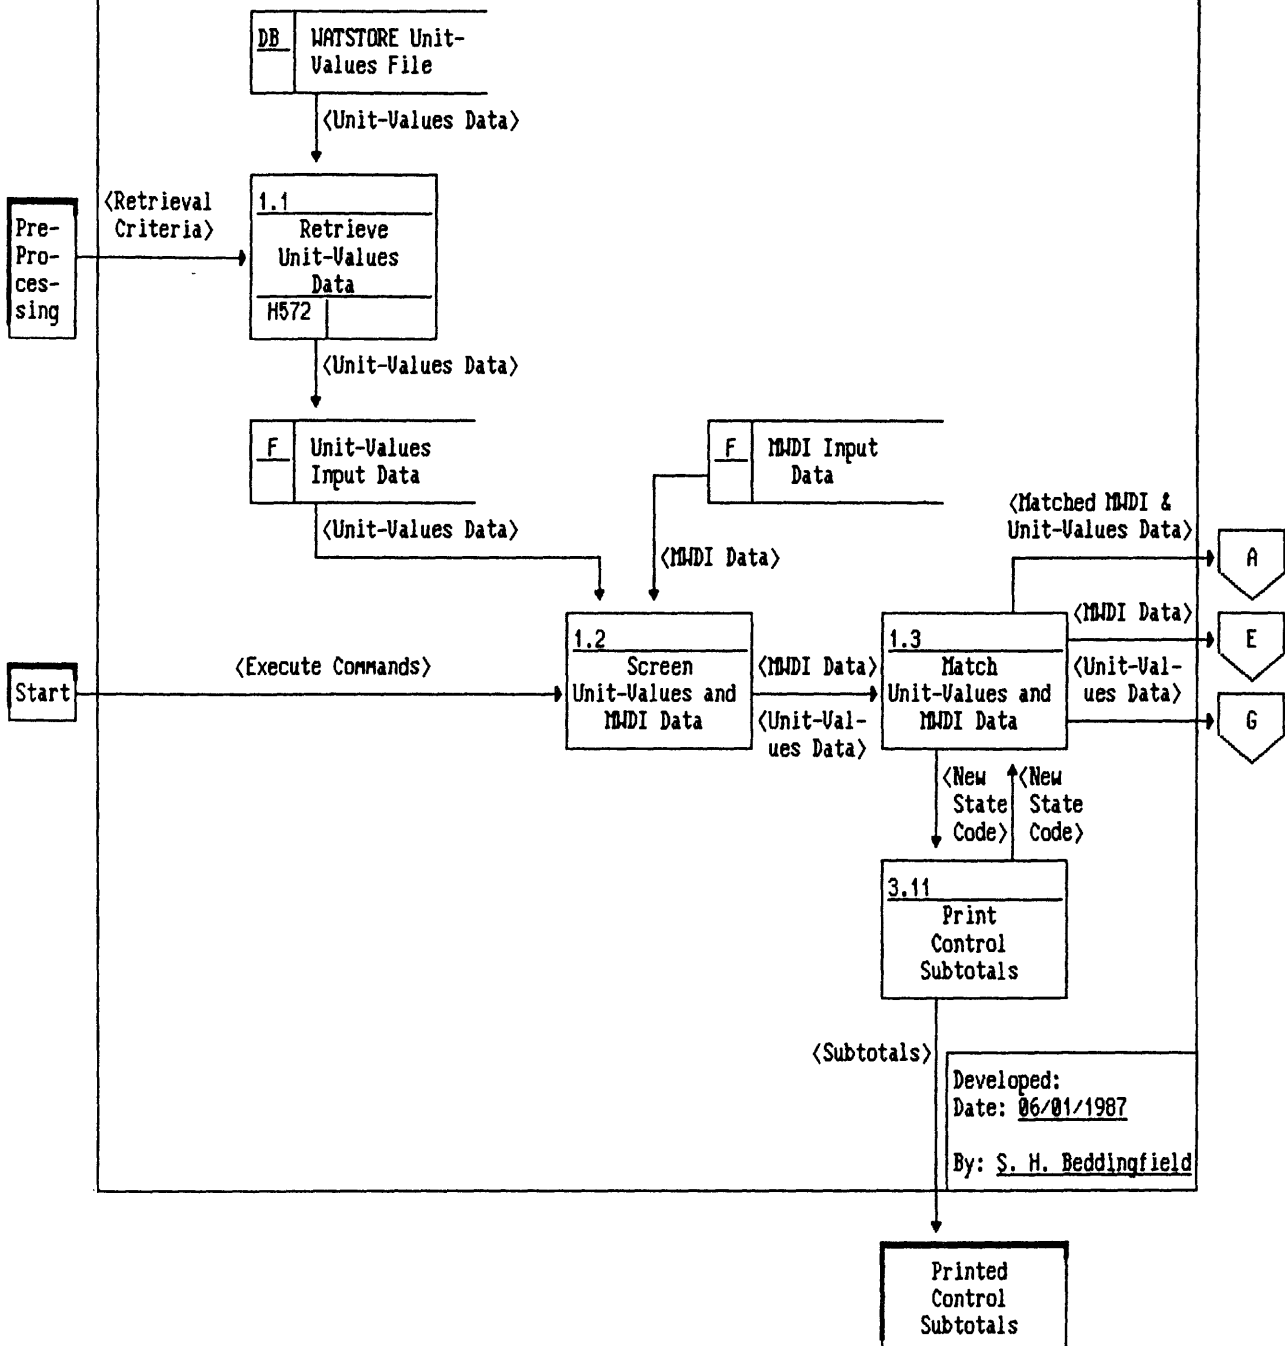 DB WATSTORE Unit-
Values File
<Unit-Values Data>
<Retrieval
Criteria>
Pre-
Pro-
ces-
sing
1.1
Retrieve
Unit-Values
Data
H572
<Unit-Values Data>
F Unit-Values
Input Data
F MWDI Input
Data
<Unit-Values Data>
<MWDI Data>
<Matched MWDI &
Unit-Values Data>
A
Start
<Execute Commands>
1.2
Screen
Unit-Values and
MWDI Data
<MWDI Data>
<Unit-Val-
ues Data>
1.3
Match
Unit-Values and
MWDI Data
<MWDI Data>
E
<Unit-Val-
ues Data>
G
<New
State
Code>
<New
State
Code>
3.11
Print
Control
Subtotals
<Subtotals>
Developed:
Date: 06/01/1987
By: S. H. Beddingfield
Printed
Control
Subtotals